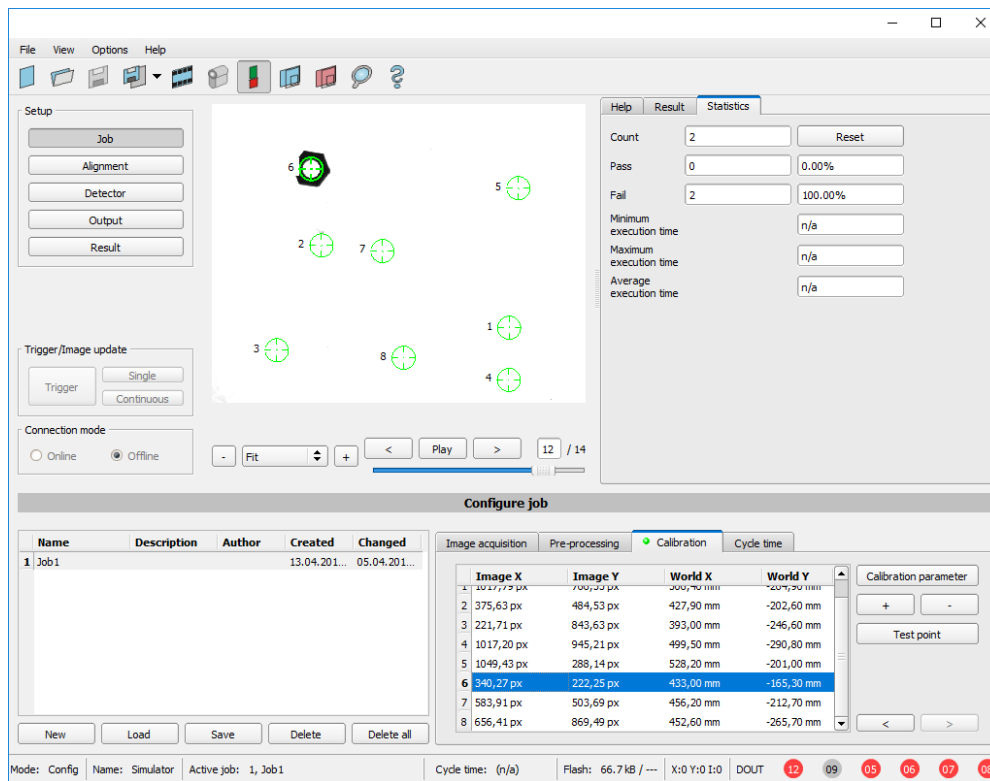 File View Options Help
Setup
Job
Alignment
Detector
Output
Result
Trigger/Image update
Trigger
Single
Continuous
Connection mode
Online Offline
6
5
2
7
1
3
8
4
- Fit + < Play > 12 / 14
Help Result Statistics
Count 2 Reset
Pass 0 0.00%
Fail 2 100.00%
Minimum
execution time n/a
Maximum
execution time n/a
Average
execution time n/a
Configure job
Name Description Author Created Changed
1 Job1 13.04.201... 05.04.201...
New Load Save Delete Delete all
Image acquisition Pre-processing Calibration Cycle time
Image X Image Y World X World Y
2 375,63 px 484,53 px 427,90 mm -202,60 mm
3 221,71 px 843,63 px 393,00 mm -246,60 mm
4 1017,20 px 945,21 px 499,50 mm -290,80 mm
5 1049,43 px 288,14 px 528,20 mm -201,00 mm
6 340,27 px 222,25 px 433,00 mm -165,30 mm
7 583,91 px 503,69 px 456,20 mm -212,70 mm
8 656,41 px 869,49 px 452,60 mm -265,70 mm
Calibration parameter
+ -
Test point
< >
Mode: Config Name: Simulator Active job: 1, Job1 Cycle time: (n/a) Flash: 66.7 kB / --- X:0 Y:0 I:0 DOUT 12 09 05 06 07 08